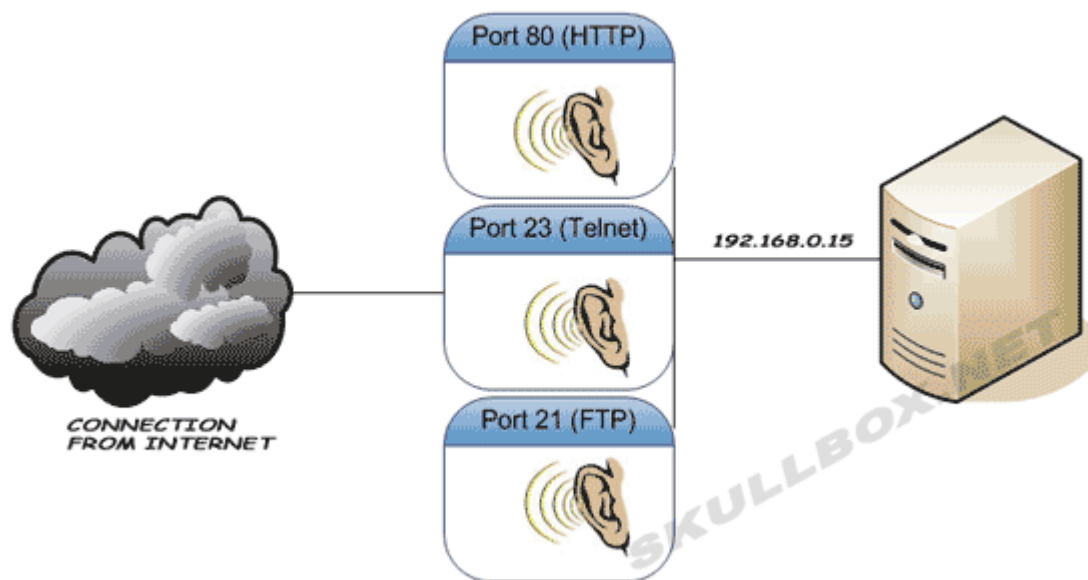 Port 80 (HTTP)
Port 23 (Telnet)
192.168.0.15
CONNECTION
FROM INTERNET
Port 21 (FTP)
SKULLBOX.NET